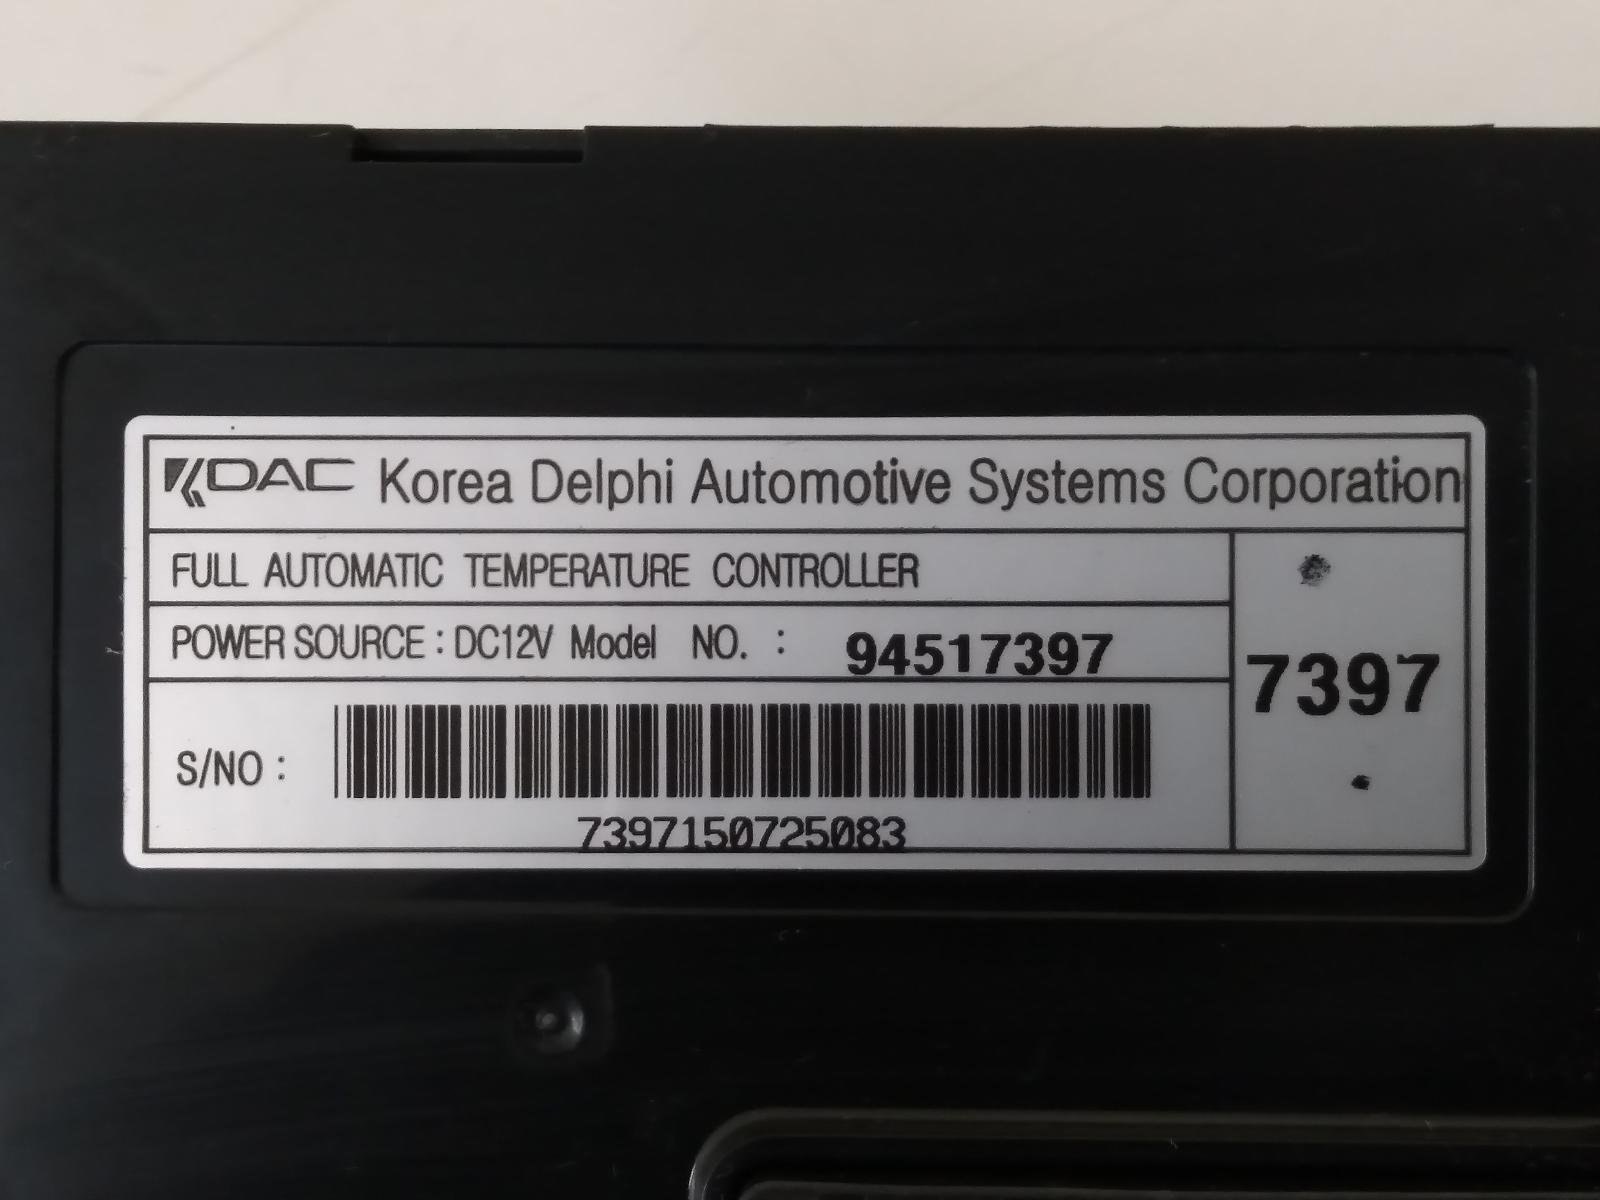 KDAC Korea Delphi Automotive Systems Corporation
FULL AUTOMATIC TEMPERATURE CONTROLLER
POWER SOURCE : DC12V Model NO. : 94517397
7397
S/NO :
7397150725083